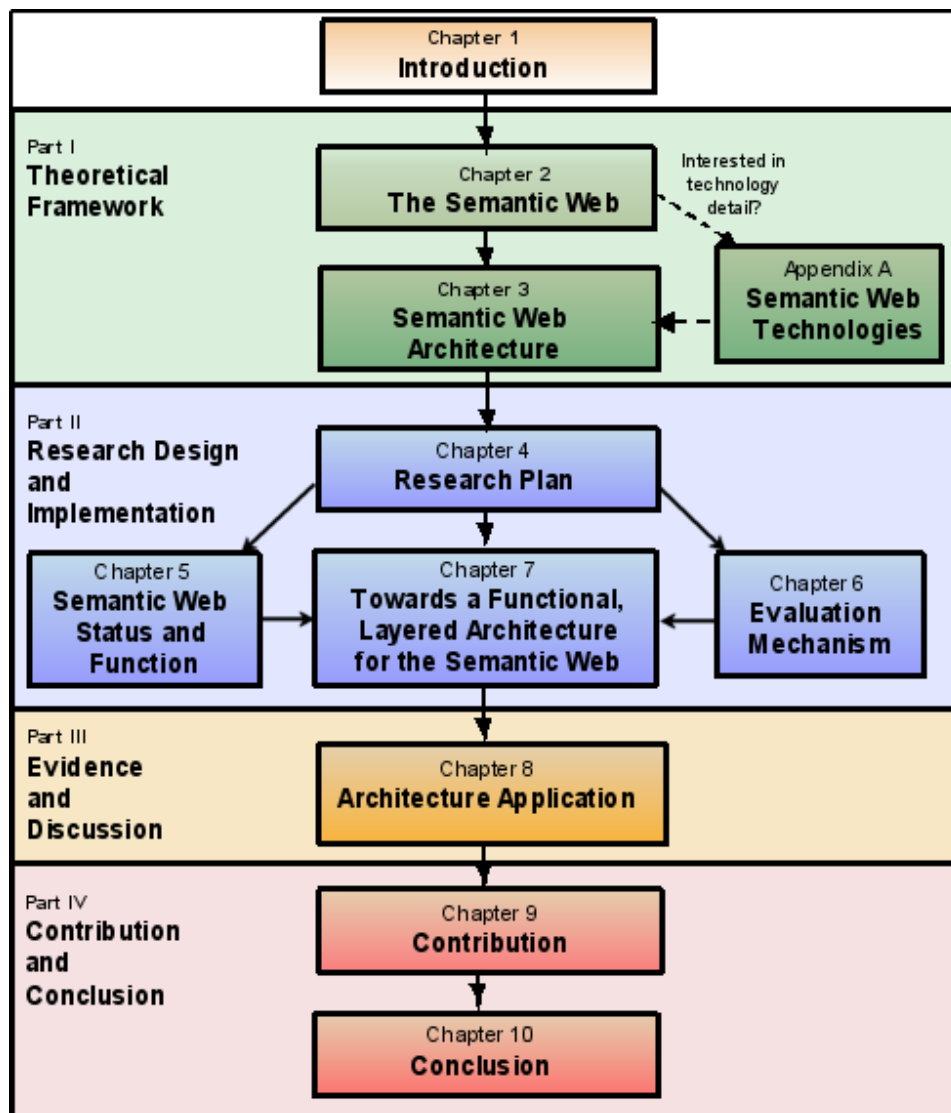 Chapter 1
Introduction
Part I
Theoretical
Framework
Chapter 2
The Semantic Web
Interested in
technology
detail?
Chapter 3
Semantic Web
Architecture
Appendix A
Semantic Web
Technologies
Part II
Research Design
and
Implementation
Chapter 4
Research Plan
Chapter 5
Semantic Web
Status and
Function
Chapter 7
Towards a Functional,
Layered Architecture
for the Semantic Web
Chapter 6
Evaluation
Mechanism
Part III
Evidence
and
Discussion
Chapter 8
Architecture Application
Part IV
Contribution
and
Conclusion
Chapter 9
Contribution
Chapter 10
Conclusion